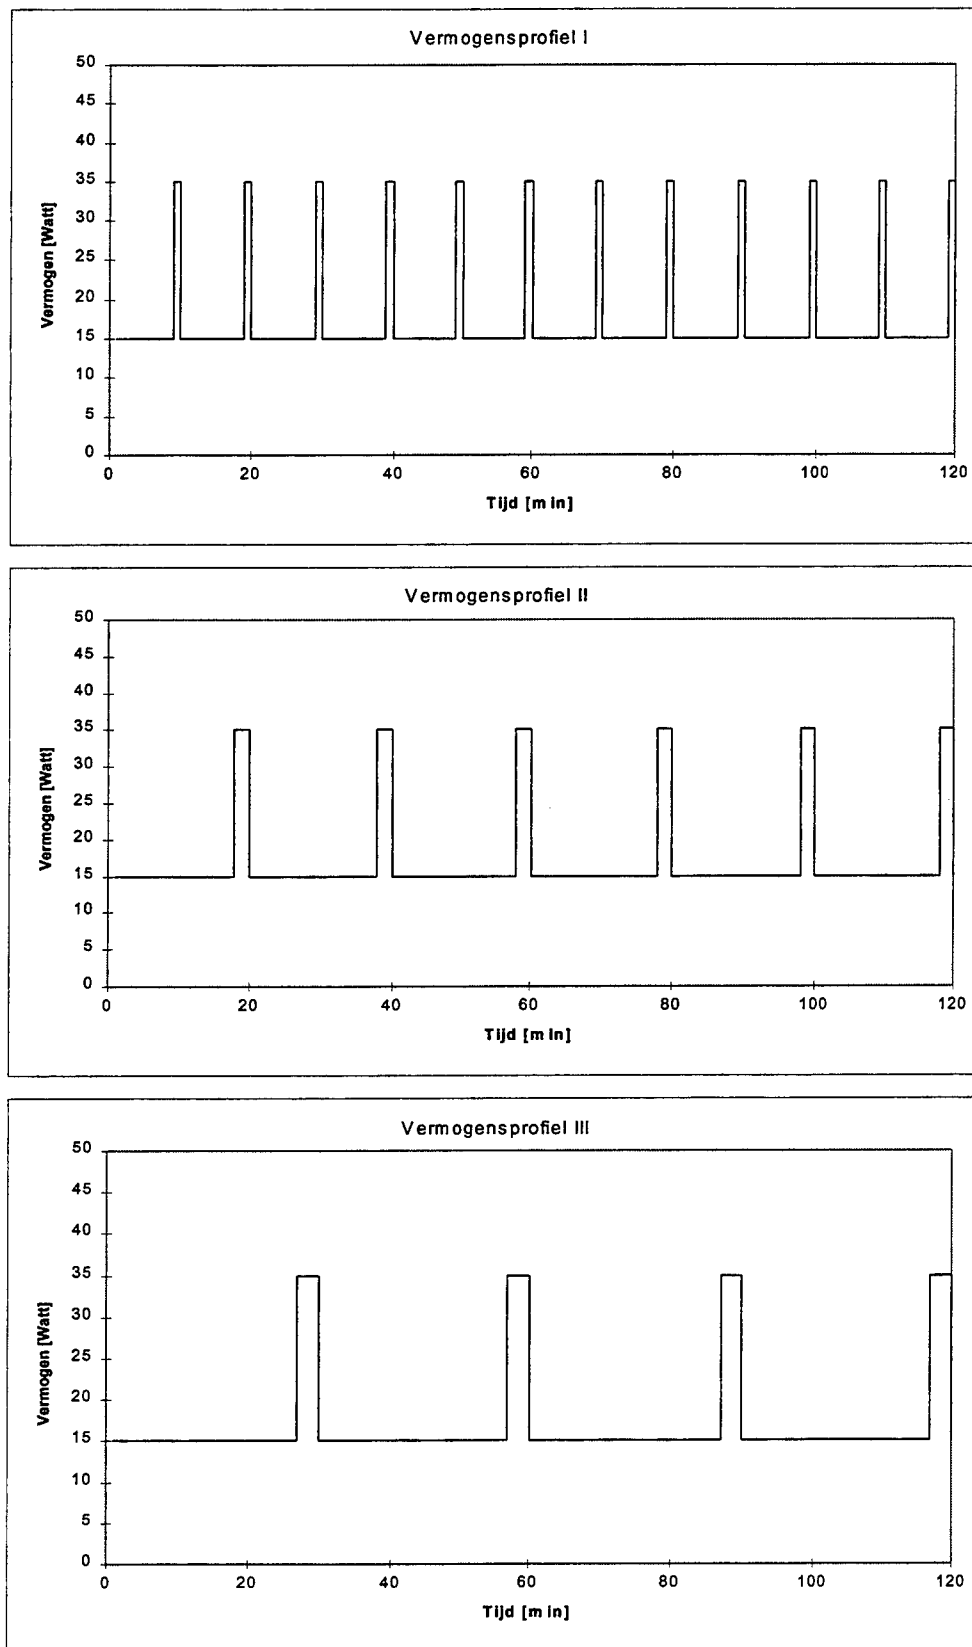 Vermogensprofiel I
50
45
40
35
30
25
20
15
10
5
0
Vermogen [Watt]
0 20 40 60 80 100 120
Tijd [min]
Vermogensprofiel II
50
45
40
35
30
25
20
15
10
5
0
Vermogen [Watt]
0 20 40 60 80 100 120
Tijd [min]
Vermogensprofiel III
50
45
40
35
30
25
20
15
10
5
0
Vermogen [Watt]
0 20 40 60 80 100 120
Tijd [min]